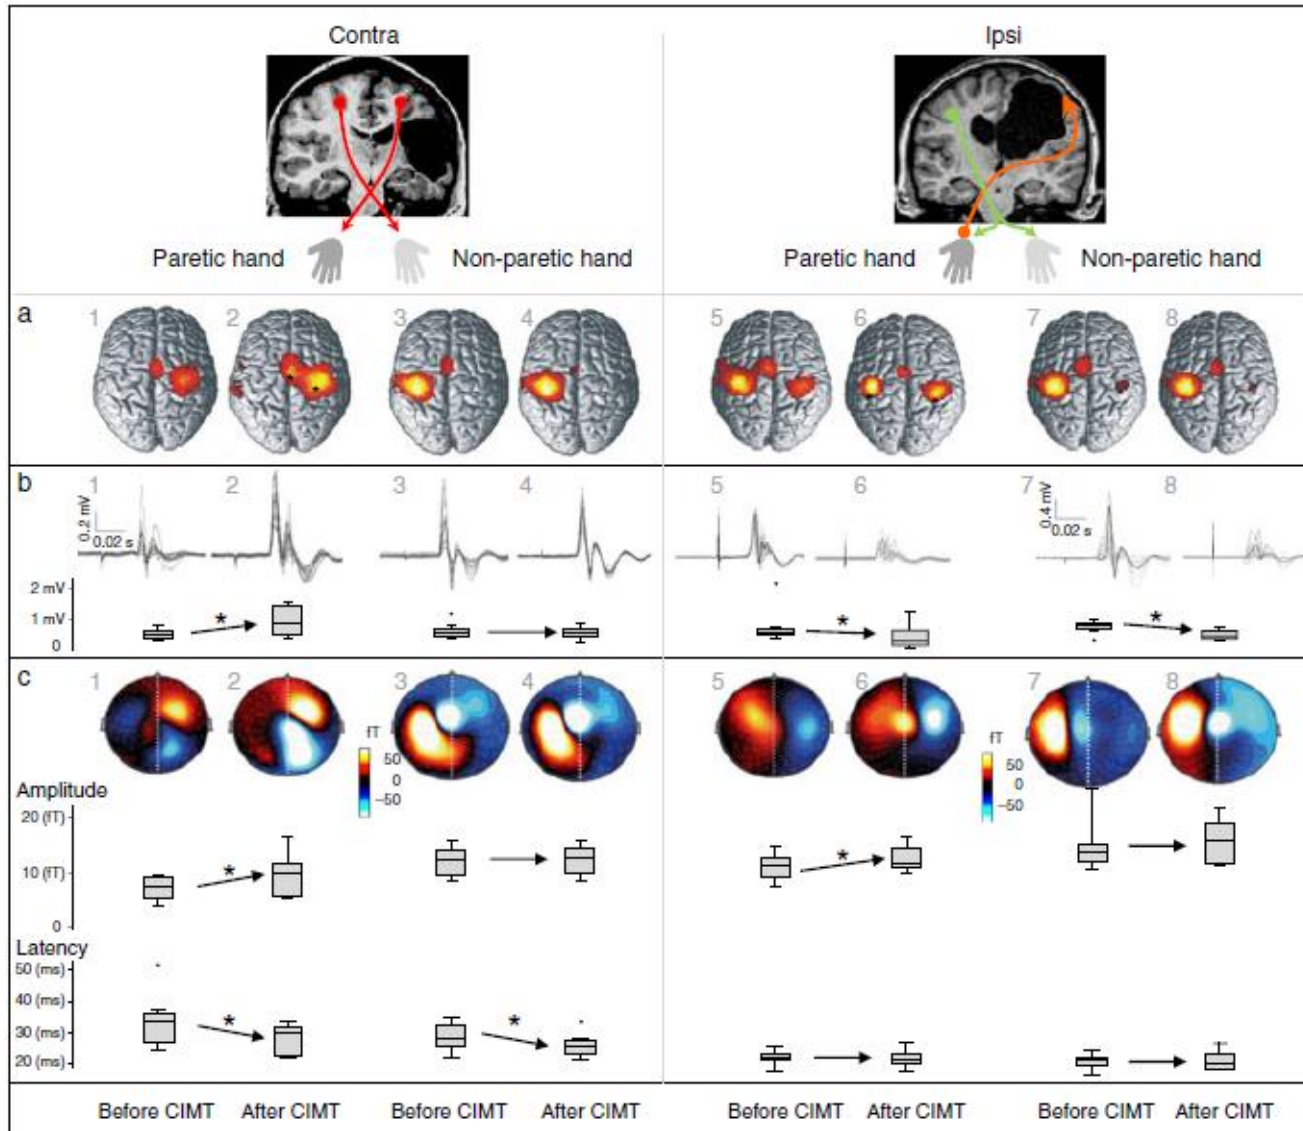 Contra Ipsi
Paretic hand Non-paretic hand Paretic hand Non-paretic hand
a 1 2 3 4 5 6 7 8
b 1 2 3 4 5 6 7 8
0.2 mV 0.02 s 0.4 mV 0.02 s
2 mV
1 mV * * *
0
c 1 2 3 4 5 6 7 8
fT fT
50 50
0 0
−50 −50
Amplitude
20 (fT)
10 (fT) * *
0
Latency
50 (ms)
40 (ms)
30 (ms) * *
20 (ms)
Before CIMT After CIMT Before CIMT After CIMT Before CIMT After CIMT Before CIMT After CIMT